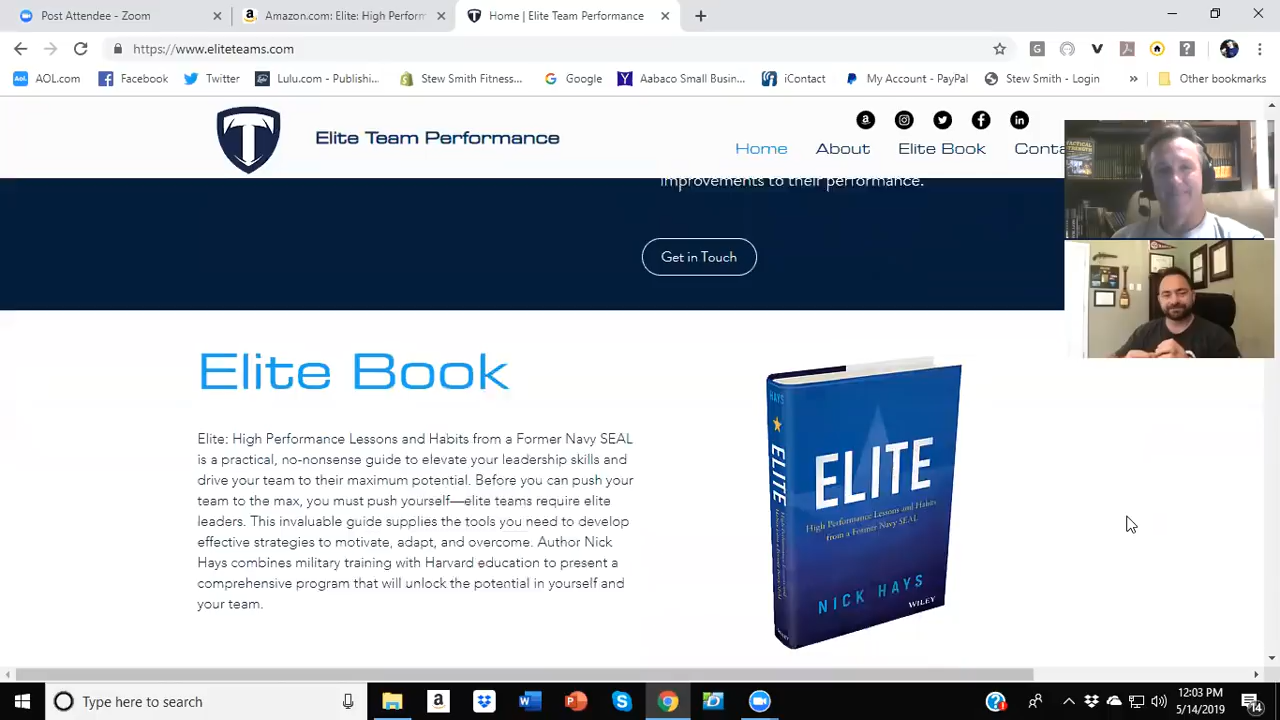 Post Attendee - Zoom
Amazon.com: Elite: High Perform
Home | Elite Team Performance
https://www.eliteteams.com
AOL.com
Facebook
Twitter
Lulu.com - Publishi...
Stew Smith Fitness...
Google
Aabaco Small Busin...
iContact
My Account - PayPal
Stew Smith - Login
Other bookmarks
Elite Team Performance
Home
About
Elite Book
Conta
improvements to their performance.
TACTICAL
STRENGTH
Get in Touch
Elite Book
Elite: High Performance Lessons and Habits from a Former Navy SEAL
is a practical, no-nonsense guide to elevate your leadership skills and
drive your team to their maximum potential. Before you can push your
team to the max, you must push yourself—elite teams require elite
leaders. This invaluable guide supplies the tools you need to develop
effective strategies to motivate, adapt, and overcome. Author Nick
Hays combines military training with Harvard education to present a
comprehensive program that will unlock the potential in yourself and
your team.
HAYS
ELITE
ELITE
High Performance Lessons and Habits
from a Former Navy SEAL
NICK HAYS
WILEY
Type here to search
12:03 PM
5/14/2019
14